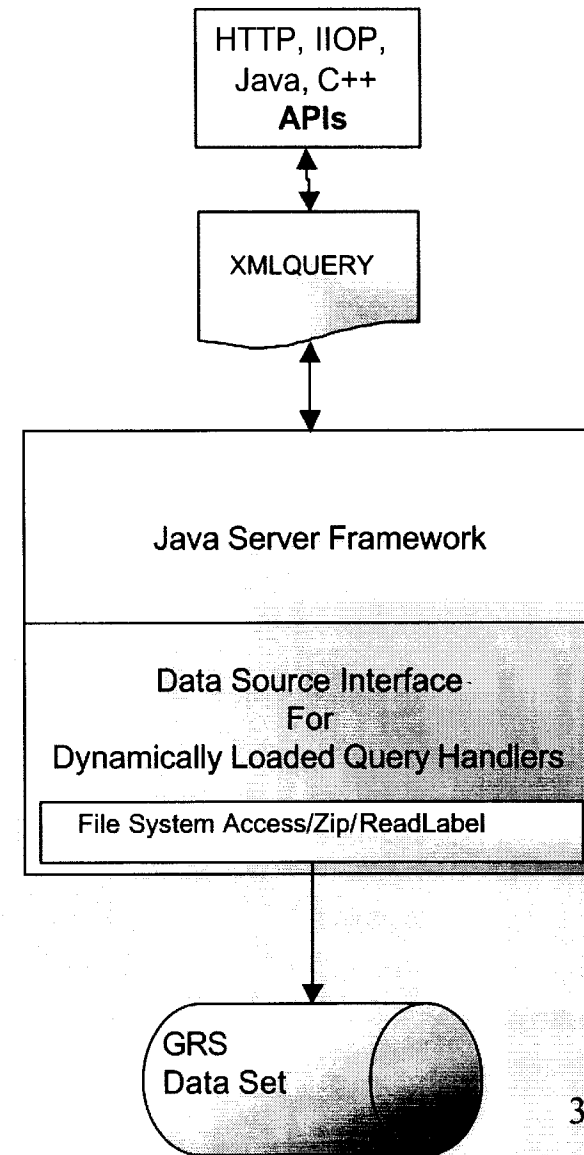 HTTP, IIOP,
Java, C++
APIs
XMLQUERY
Java Server Framework
Data Source Interface
For
Dynamically Loaded Query Handlers
File System Access/Zip/ReadLabel
GRS
Data Set
3